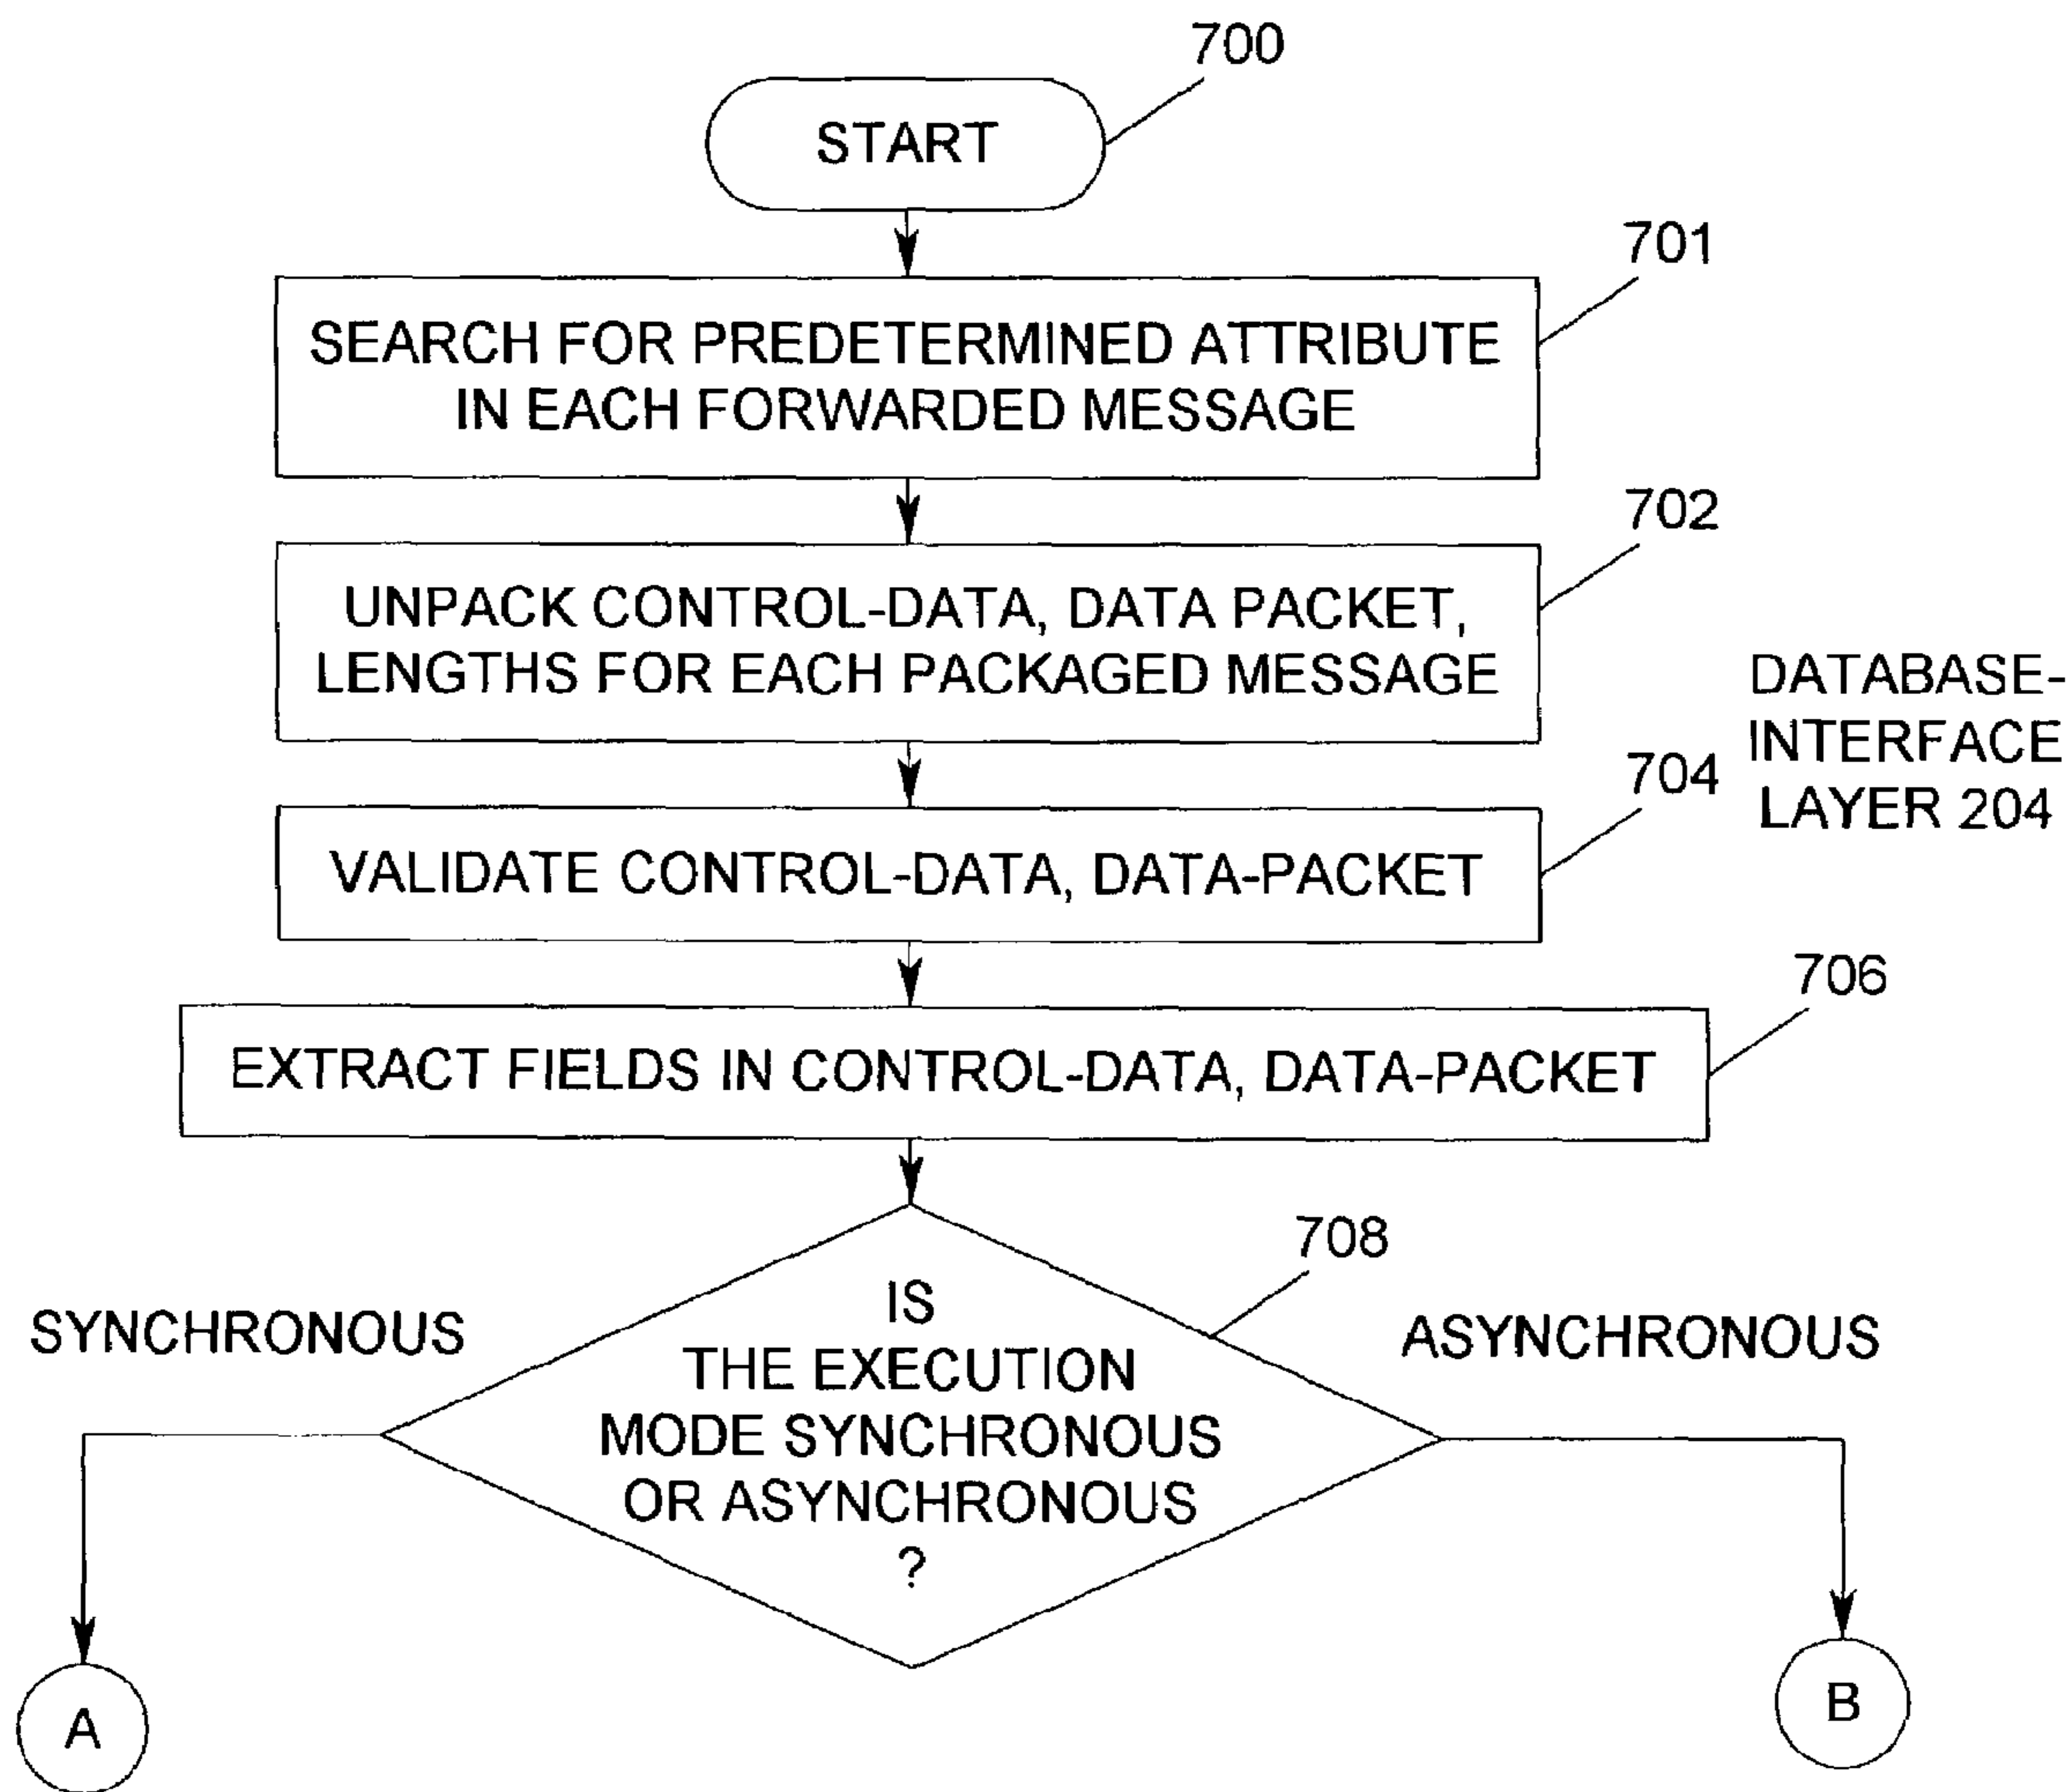 700
START
701
SEARCH FOR PREDETERMINED ATTRIBUTE
IN EACH FORWARDED MESSAGE
702
UNPACK CONTROL-DATA, DATA PACKET,
LENGTHS FOR EACH PACKAGED MESSAGE
DATABASE-
INTERFACE
LAYER 204
704
VALIDATE CONTROL-DATA, DATA-PACKET
706
EXTRACT FIELDS IN CONTROL-DATA, DATA-PACKET
708
IS
THE EXECUTION
MODE SYNCHRONOUS
OR ASYNCHRONOUS
?
SYNCHRONOUS
ASYNCHRONOUS
A
B